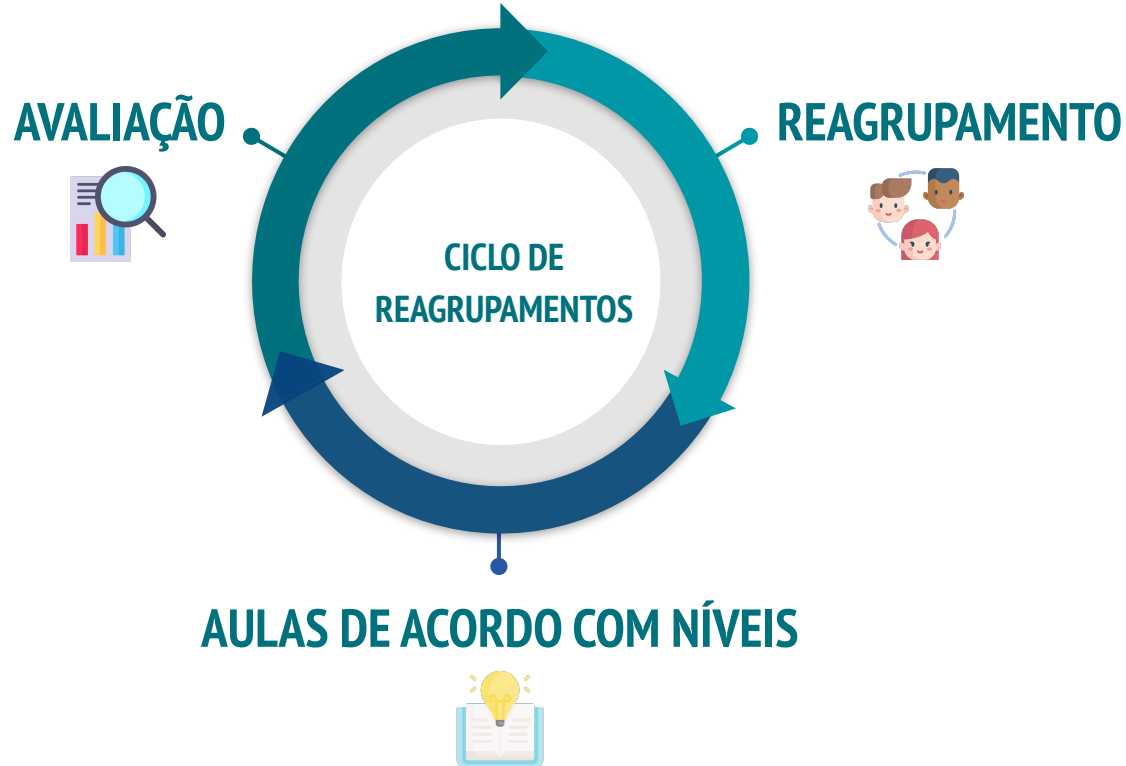 AVALIAÇÃO
REAGRUPAMENTO
CICLO DE
REAGRUPAMENTOS
AULAS DE ACORDO COM NÍVEIS